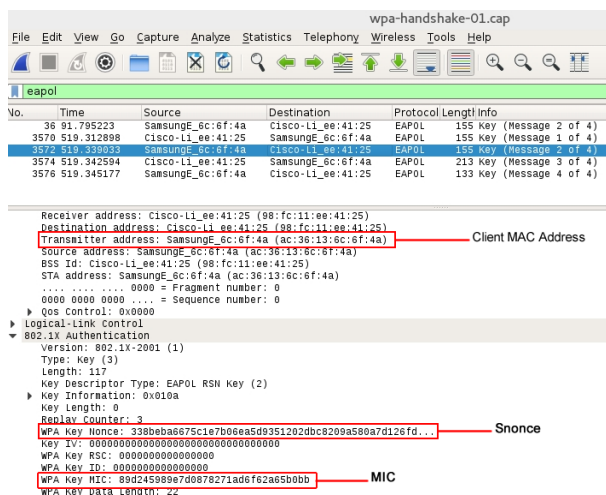 wpa-handshake-01.cap
File Edit View Go Capture Analyze Statistics Telephony Wireless Tools Help
eapol
No. Time Source Destination Protocol Length Info
36 91.795223 SamsungE_6c:6f:4a Cisco-Li_ee:41:25 EAPOL 155 Key (Message 2 of 4)
3570 519.312898 Cisco-Li_ee:41:25 SamsungE_6c:6f:4a EAPOL 155 Key (Message 1 of 4)
3572 519.339033 SamsungE_6c:6f:4a Cisco-Li_ee:41:25 EAPOL 155 Key (Message 2 of 4)
3574 519.342594 Cisco-Li_ee:41:25 SamsungE_6c:6f:4a EAPOL 213 Key (Message 3 of 4)
3576 519.345177 SamsungE_6c:6f:4a Cisco-Li_ee:41:25 EAPOL 133 Key (Message 4 of 4)
Receiver address: Cisco-Li_ee:41:25 (98:fc:11:ee:41:25)
Destination address: Cisco-Li_ee:41:25 (98:fc:11:ee:41:25)
Transmitter address: SamsungE_6c:6f:4a (ac:36:13:6c:6f:4a)
Client MAC Address
Source address: SamsungE_6c:6f:4a (ac:36:13:6c:6f:4a)
BSS Id: Cisco-Li_ee:41:25 (98:fc:11:ee:41:25)
STA address: SamsungE_6c:6f:4a (ac:36:13:6c:6f:4a)
.... .... .... 0000 = Fragment number: 0
0000 0000 0000 .... = Sequence number: 0
Qos Control: 0x0000
Logical-Link Control
802.1X Authentication
Version: 802.1X-2001 (1)
Type: Key (3)
Length: 117
Key Descriptor Type: EAPOL RSN Key (2)
Key Information: 0x010a
Key Length: 0
Replay Counter: 3
WPA Key Nonce: 338beba6675c1e7b06ea5d9351202dbc8209a580a7d126fd...
Snonce
Key IV: 00000000000000000000000000000000
WPA Key RSC: 0000000000000000
WPA Key ID: 0000000000000000
WPA Key MIC: 89d245989e7d0878271ad6f62a65b0bb
MIC
WPA Key Data Length: 22